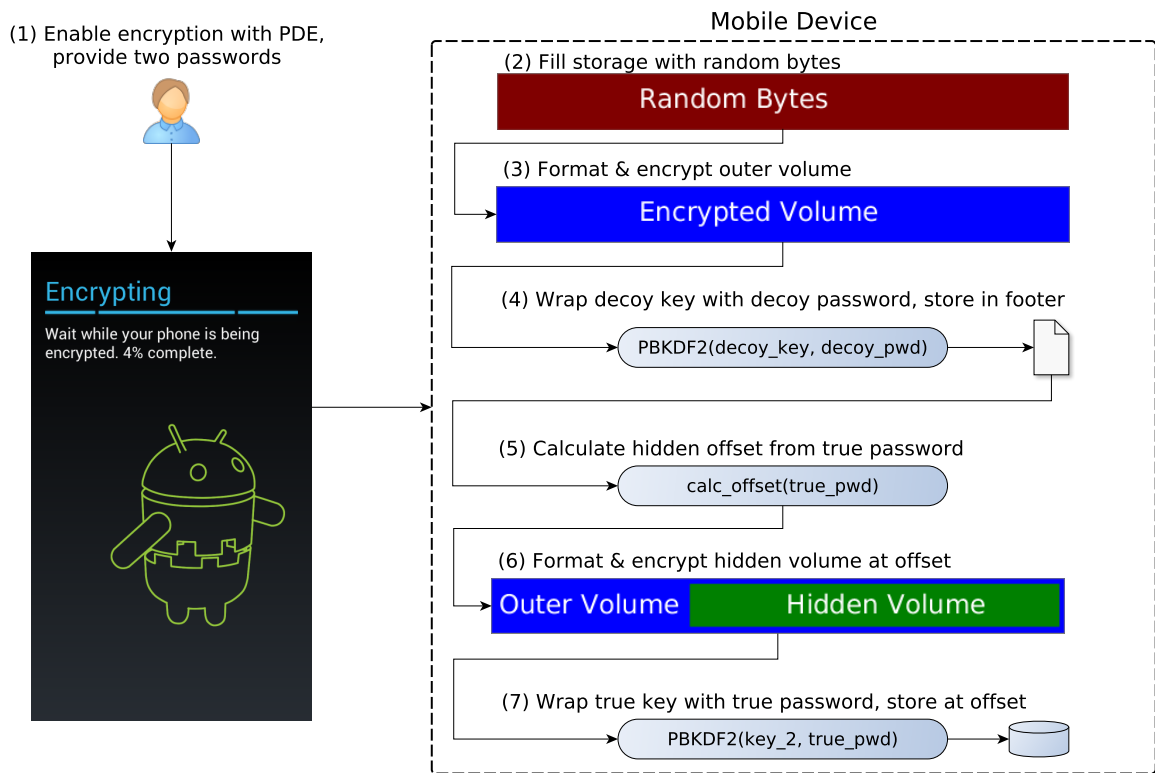 (1) Enable encryption with PDE,
provide two passwords
Encrypting
Wait while your phone is being
encrypted. 4% complete.
Mobile Device
(2) Fill storage with random bytes
Random Bytes
(3) Format & encrypt outer volume
Encrypted Volume
(4) Wrap decoy key with decoy password, store in footer
PBKDF2(decoy_key, decoy_pwd)
(5) Calculate hidden offset from true password
calc_offset(true_pwd)
(6) Format & encrypt hidden volume at offset
Outer Volume Hidden Volume
(7) Wrap true key with true password, store at offset
PBKDF2(key_2, true_pwd)